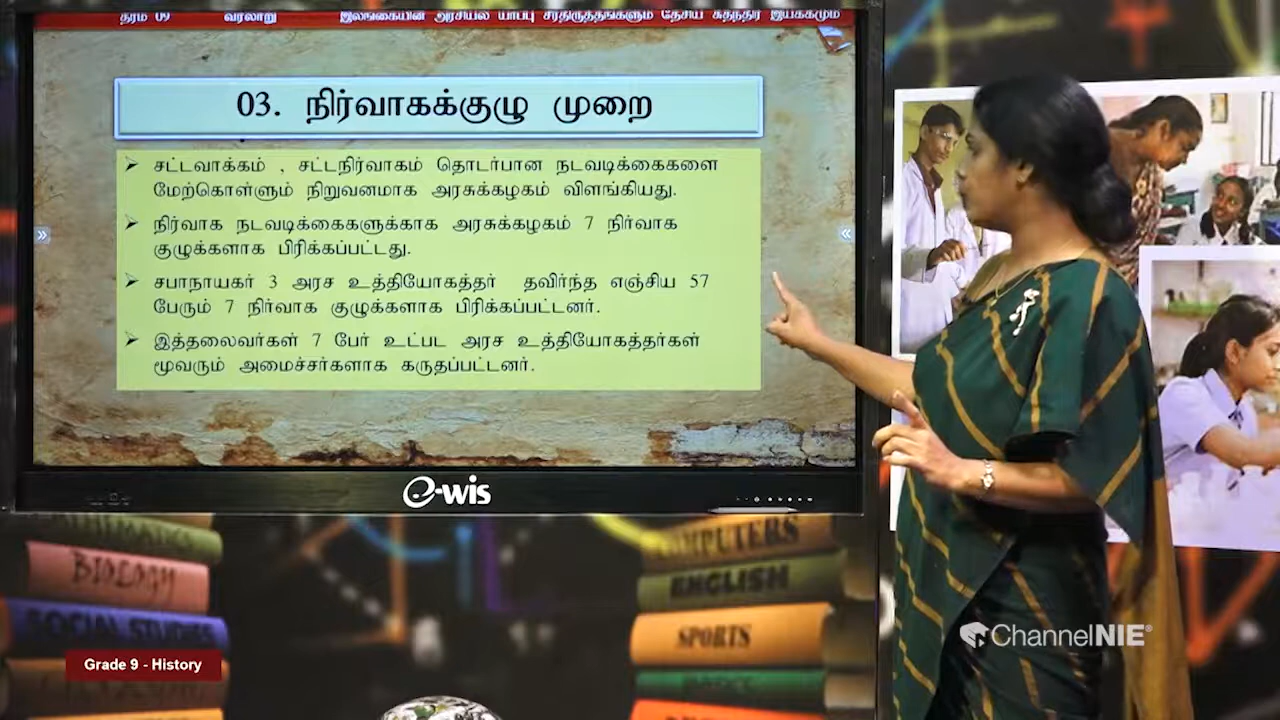 தரம் 09 வரலாறு இலங்கையின் அரசியல் யாப்பு சீர்திருத்தங்களும் தேசிய சுதந்திர இயக்கமும்
03. நிர்வாகக்குழு முறை
➢ சட்டவாக்கம் , சட்டநிர்வாகம் தொடர்பான நடவடிக்கைகளை
மேற்கொள்ளும் நிறுவனமாக அரசுக்கழகம் விளங்கியது.
➢ நிர்வாக நடவடிக்கைகளுக்காக அரசுக்கழகம் 7 நிர்வாக
குழுக்களாக பிரிக்கப்பட்டது.
➢ சபாநாயகர் 3 அரச உத்தியோகத்தர் தவிர்ந்த எஞ்சிய 57
பேரும் 7 நிர்வாக குழுக்களாக பிரிக்கப்பட்டனர்.
➢ இத்தலைவர்கள் 7 பேர் உட்பட அரச உத்தியோகத்தர்கள்
மூவரும் அமைச்சர்களாக கருதப்பட்டனர்.
e-wis
MATHEMATICS
BIOLOGY
SOCIAL STUDIES
COMPUTERS
ENGLISH
SPORTS
Grade 9 - History
ChannelNIE®